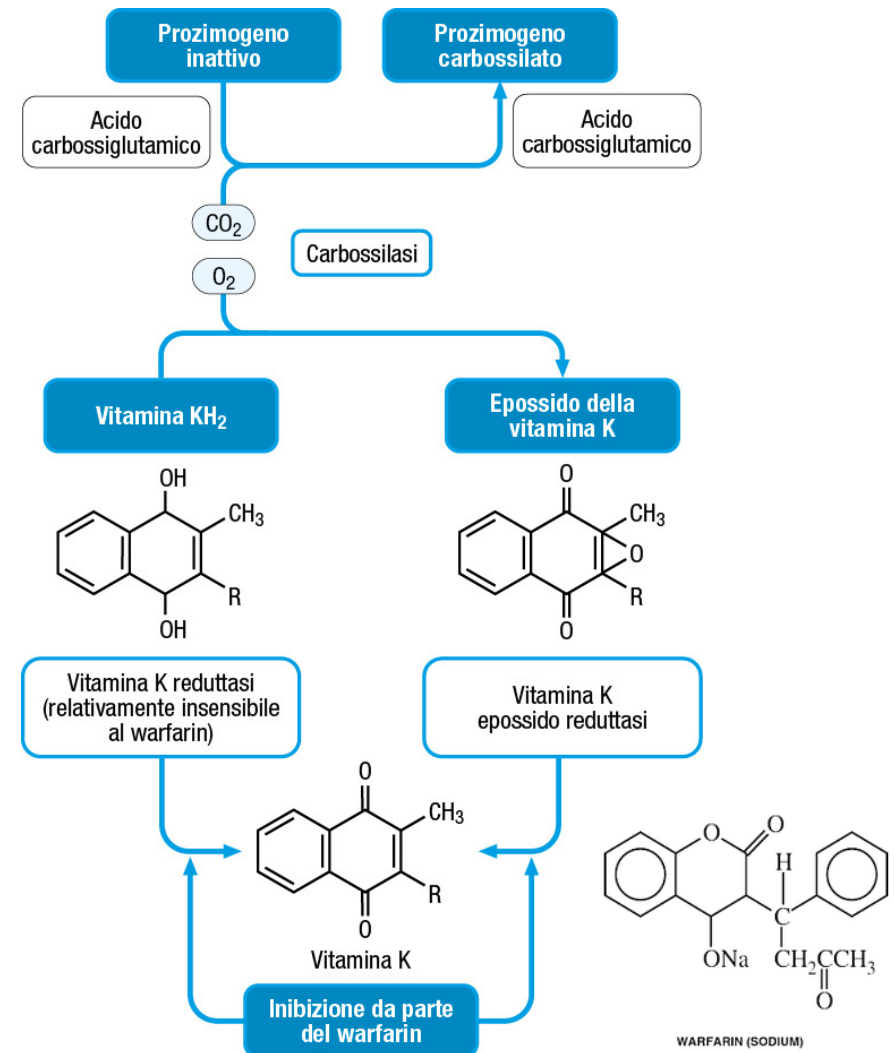 Prozimogeno
inattivo
Prozimogeno
carbossilato
Acido
carbossiglutamico
Acido
carbossiglutamico
CO2
Carbossilasi
O2
Vitamina KH2
Epossido della
vitamina K
OH
CH3
R
OH
O
CH3
O
R
O
Vitamina K reduttasi
(relativamente insensibile
al warfarin)
Vitamina K
epossido reduttasi
O
CH3
R
O
Vitamina K
O
O
H
C
ONa
CH2CCH3
O
Inibizione da parte
del warfarin
WARFARIN (SODIUM)